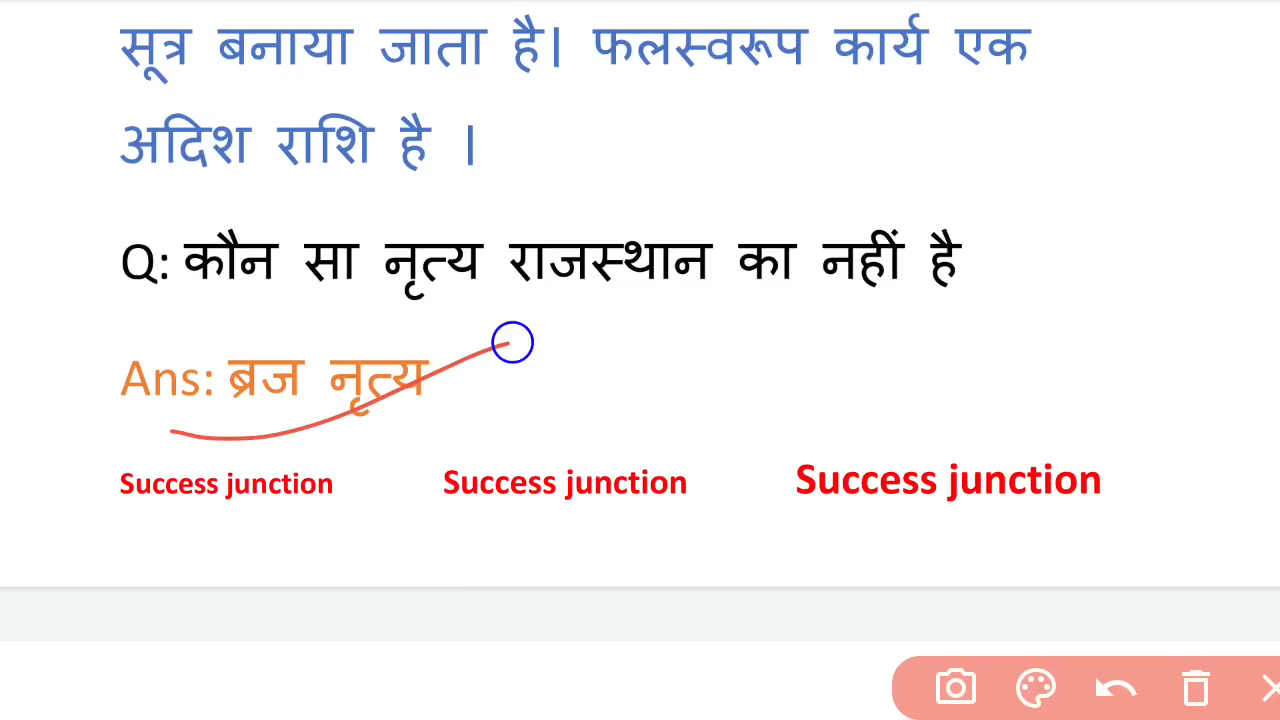 सूत्र बनाया जाता है। फलस्वरूप कार्य एक
अदिश राशि है ।
Q: कौन सा नृत्य राजस्थान का नहीं है
Ans: ब्रज नृत्य
Success junction Success junction Success junction